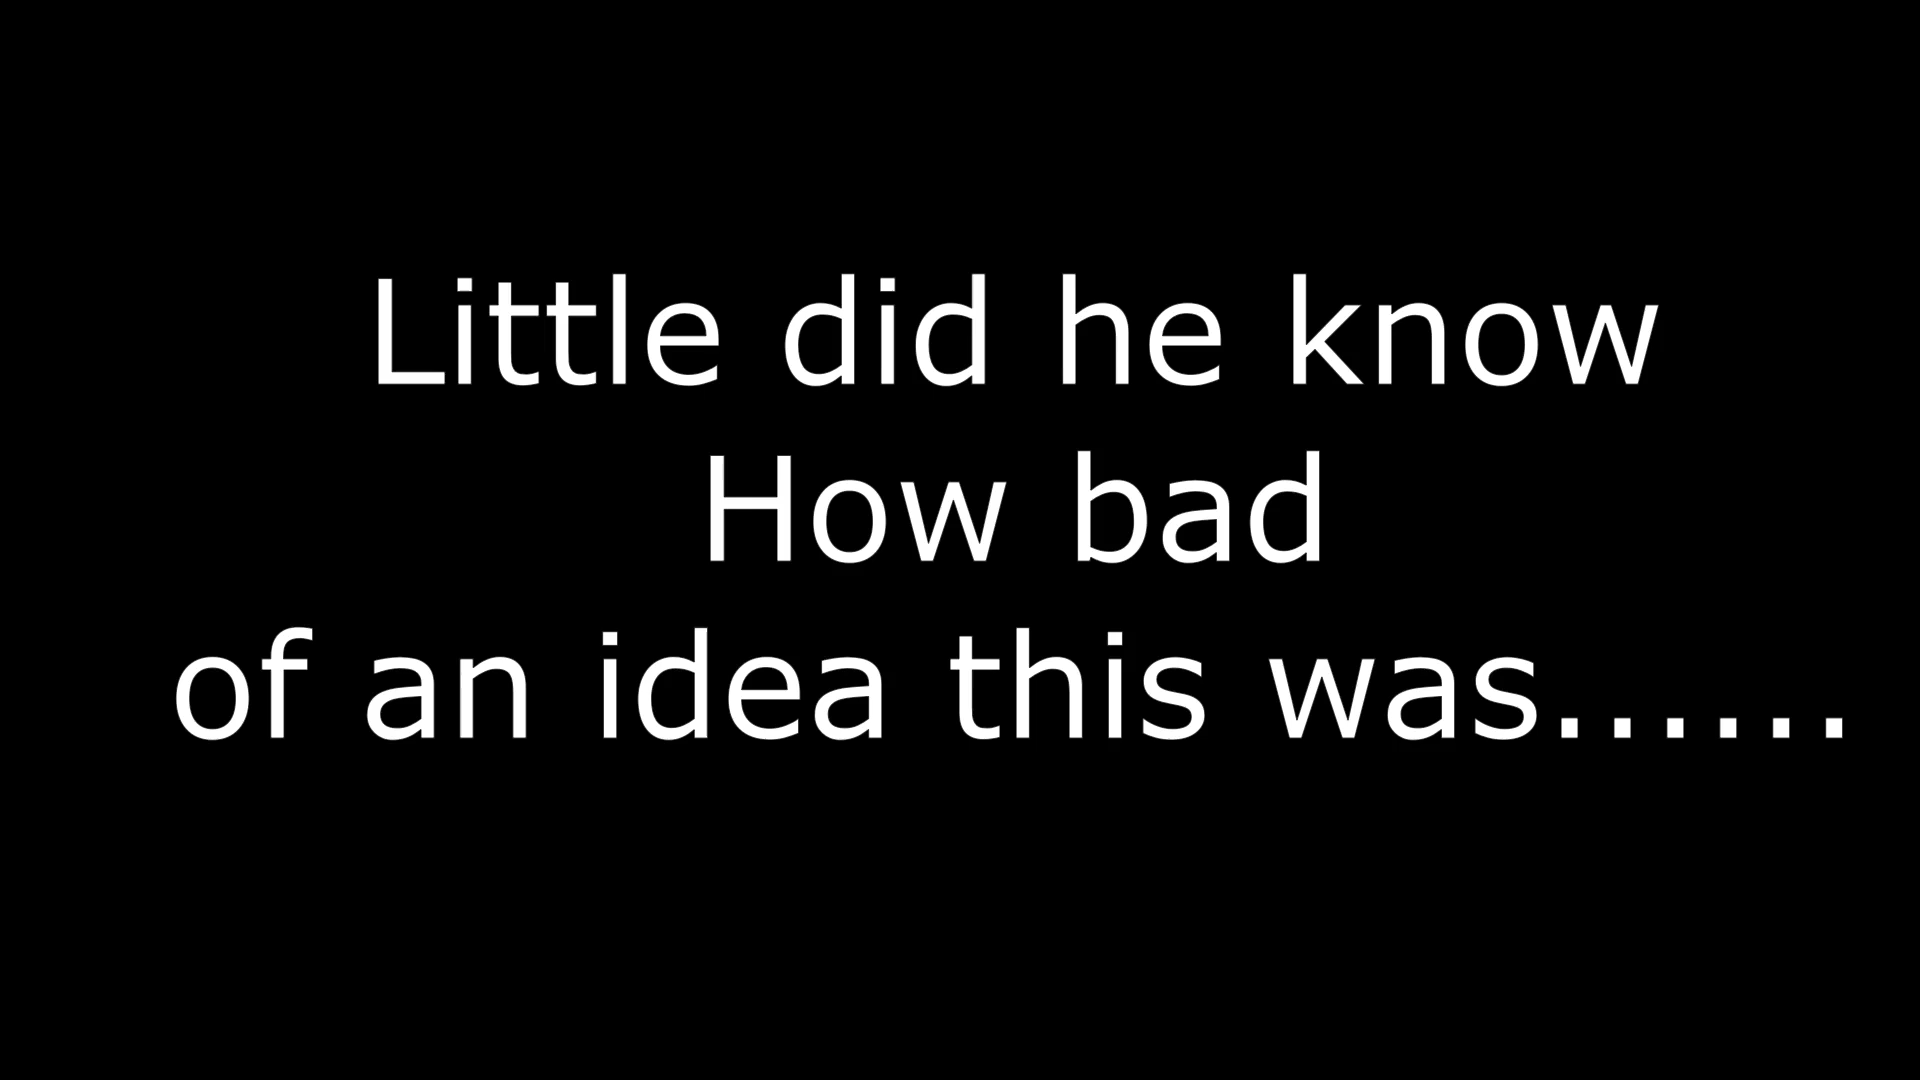 Little did he know
How bad
of an idea this was......